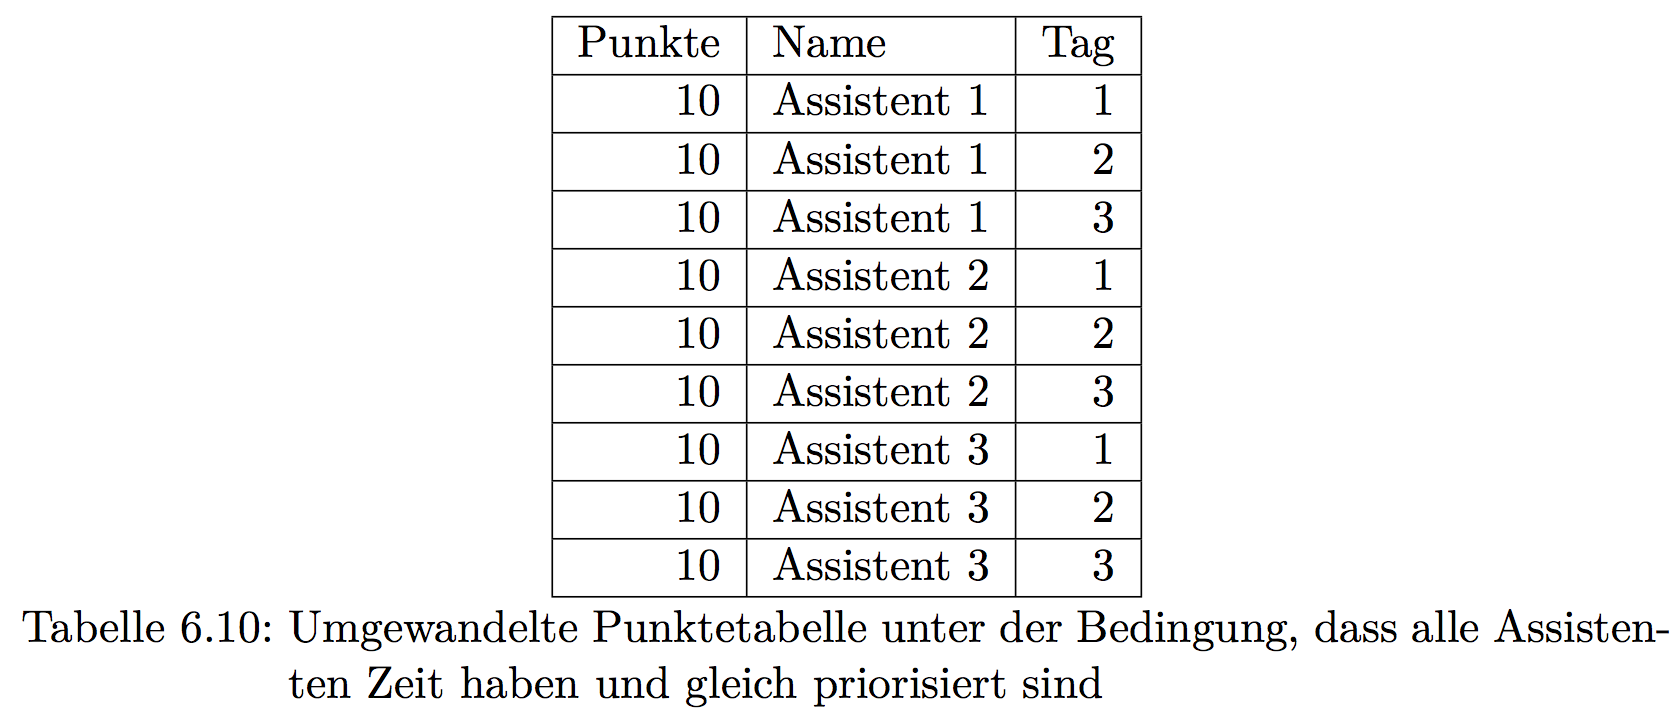 Punkte Name Tag
10 Assistent 1 1
10 Assistent 1 2
10 Assistent 1 3
10 Assistent 2 1
10 Assistent 2 2
10 Assistent 2 3
10 Assistent 3 1
10 Assistent 3 2
10 Assistent 3 3
Tabelle 6.10: Umgewandelte Punktetabelle unter der Bedingung, dass alle Assisten-
ten Zeit haben und gleich priorisiert sind